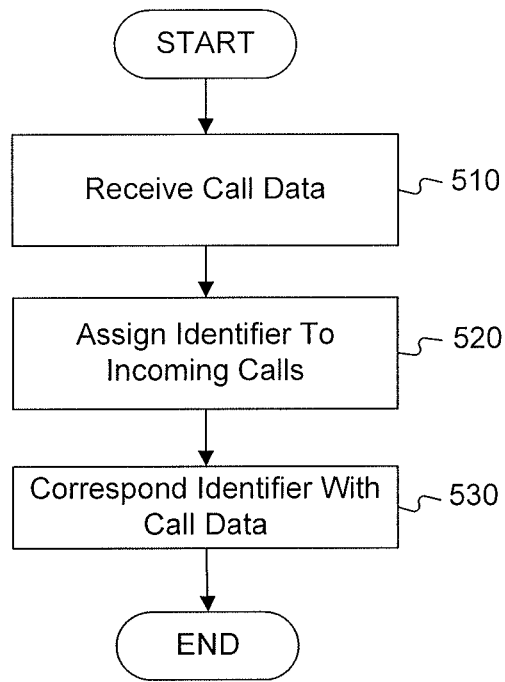 START
Receive Call Data
510
Assign Identifier To
Incoming Calls
520
Correspond Identifier With
Call Data
530
END